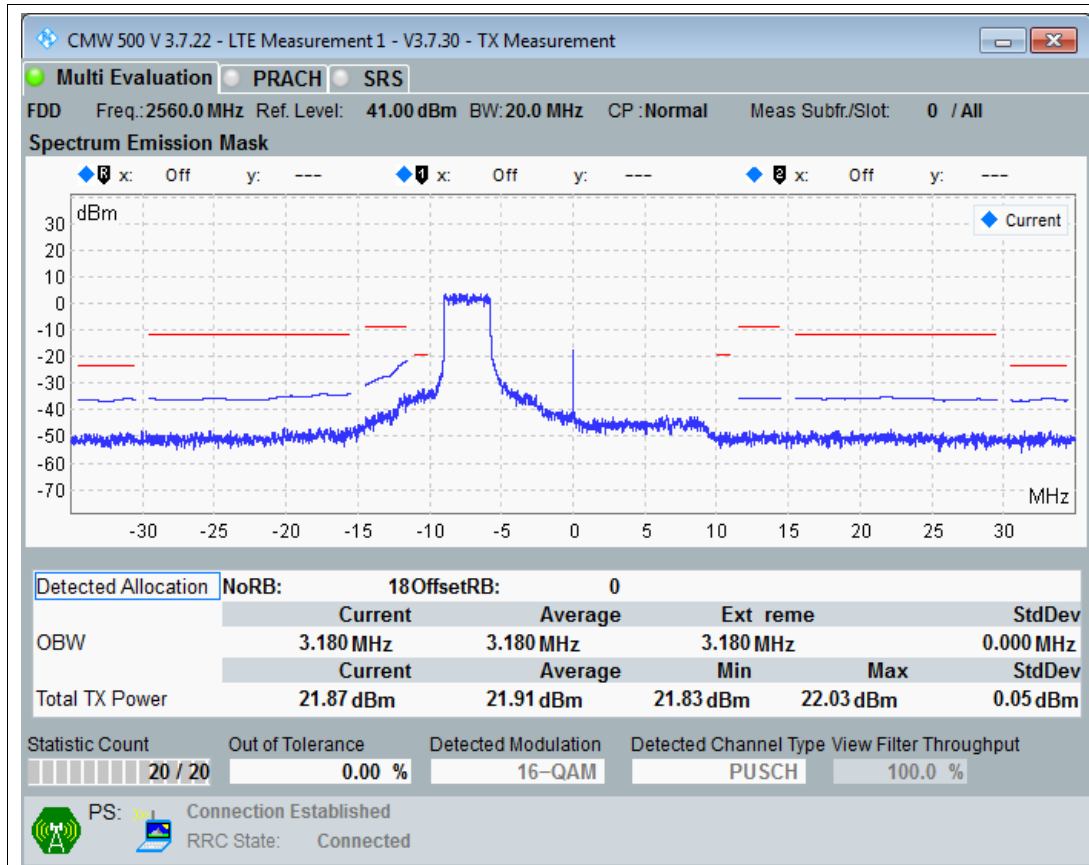 CMW 500 V 3.7.22 - LTE Measurement 1 - V3.7.30 - TX Measurement
Multi Evaluation PRACH SRS
FDD Freq.: 2560.0 MHz Ref. Level: 41.00 dBm BW: 20.0 MHz CP : Normal Meas Subfr./Slot: 0 / All
Spectrum Emission Mask
R x: Off y: --- 1 x: Off y: --- 2 x: Off y: ---
dBm
Current
30
20
10
0
-10
-20
-30
-40
-50
-60
-70
MHz
-30 -25 -20 -15 -10 -5 0 5 10 15 20 25 30
Detected Allocation NoRB: 18 OffsetRB: 0
Current Average Ext reme StdDev
OBW 3.180 MHz 3.180 MHz 3.180 MHz 0.000 MHz
Current Average Min Max StdDev
Total TX Power 21.87 dBm 21.91 dBm 21.83 dBm 22.03 dBm 0.05 dBm
Statistic Count Out of Tolerance Detected Modulation Detected Channel Type View Filter Throughput
20 / 20 0.00 % 16-QAM PUSCH 100.0 %
PS: Connection Established
RRC State: Connected